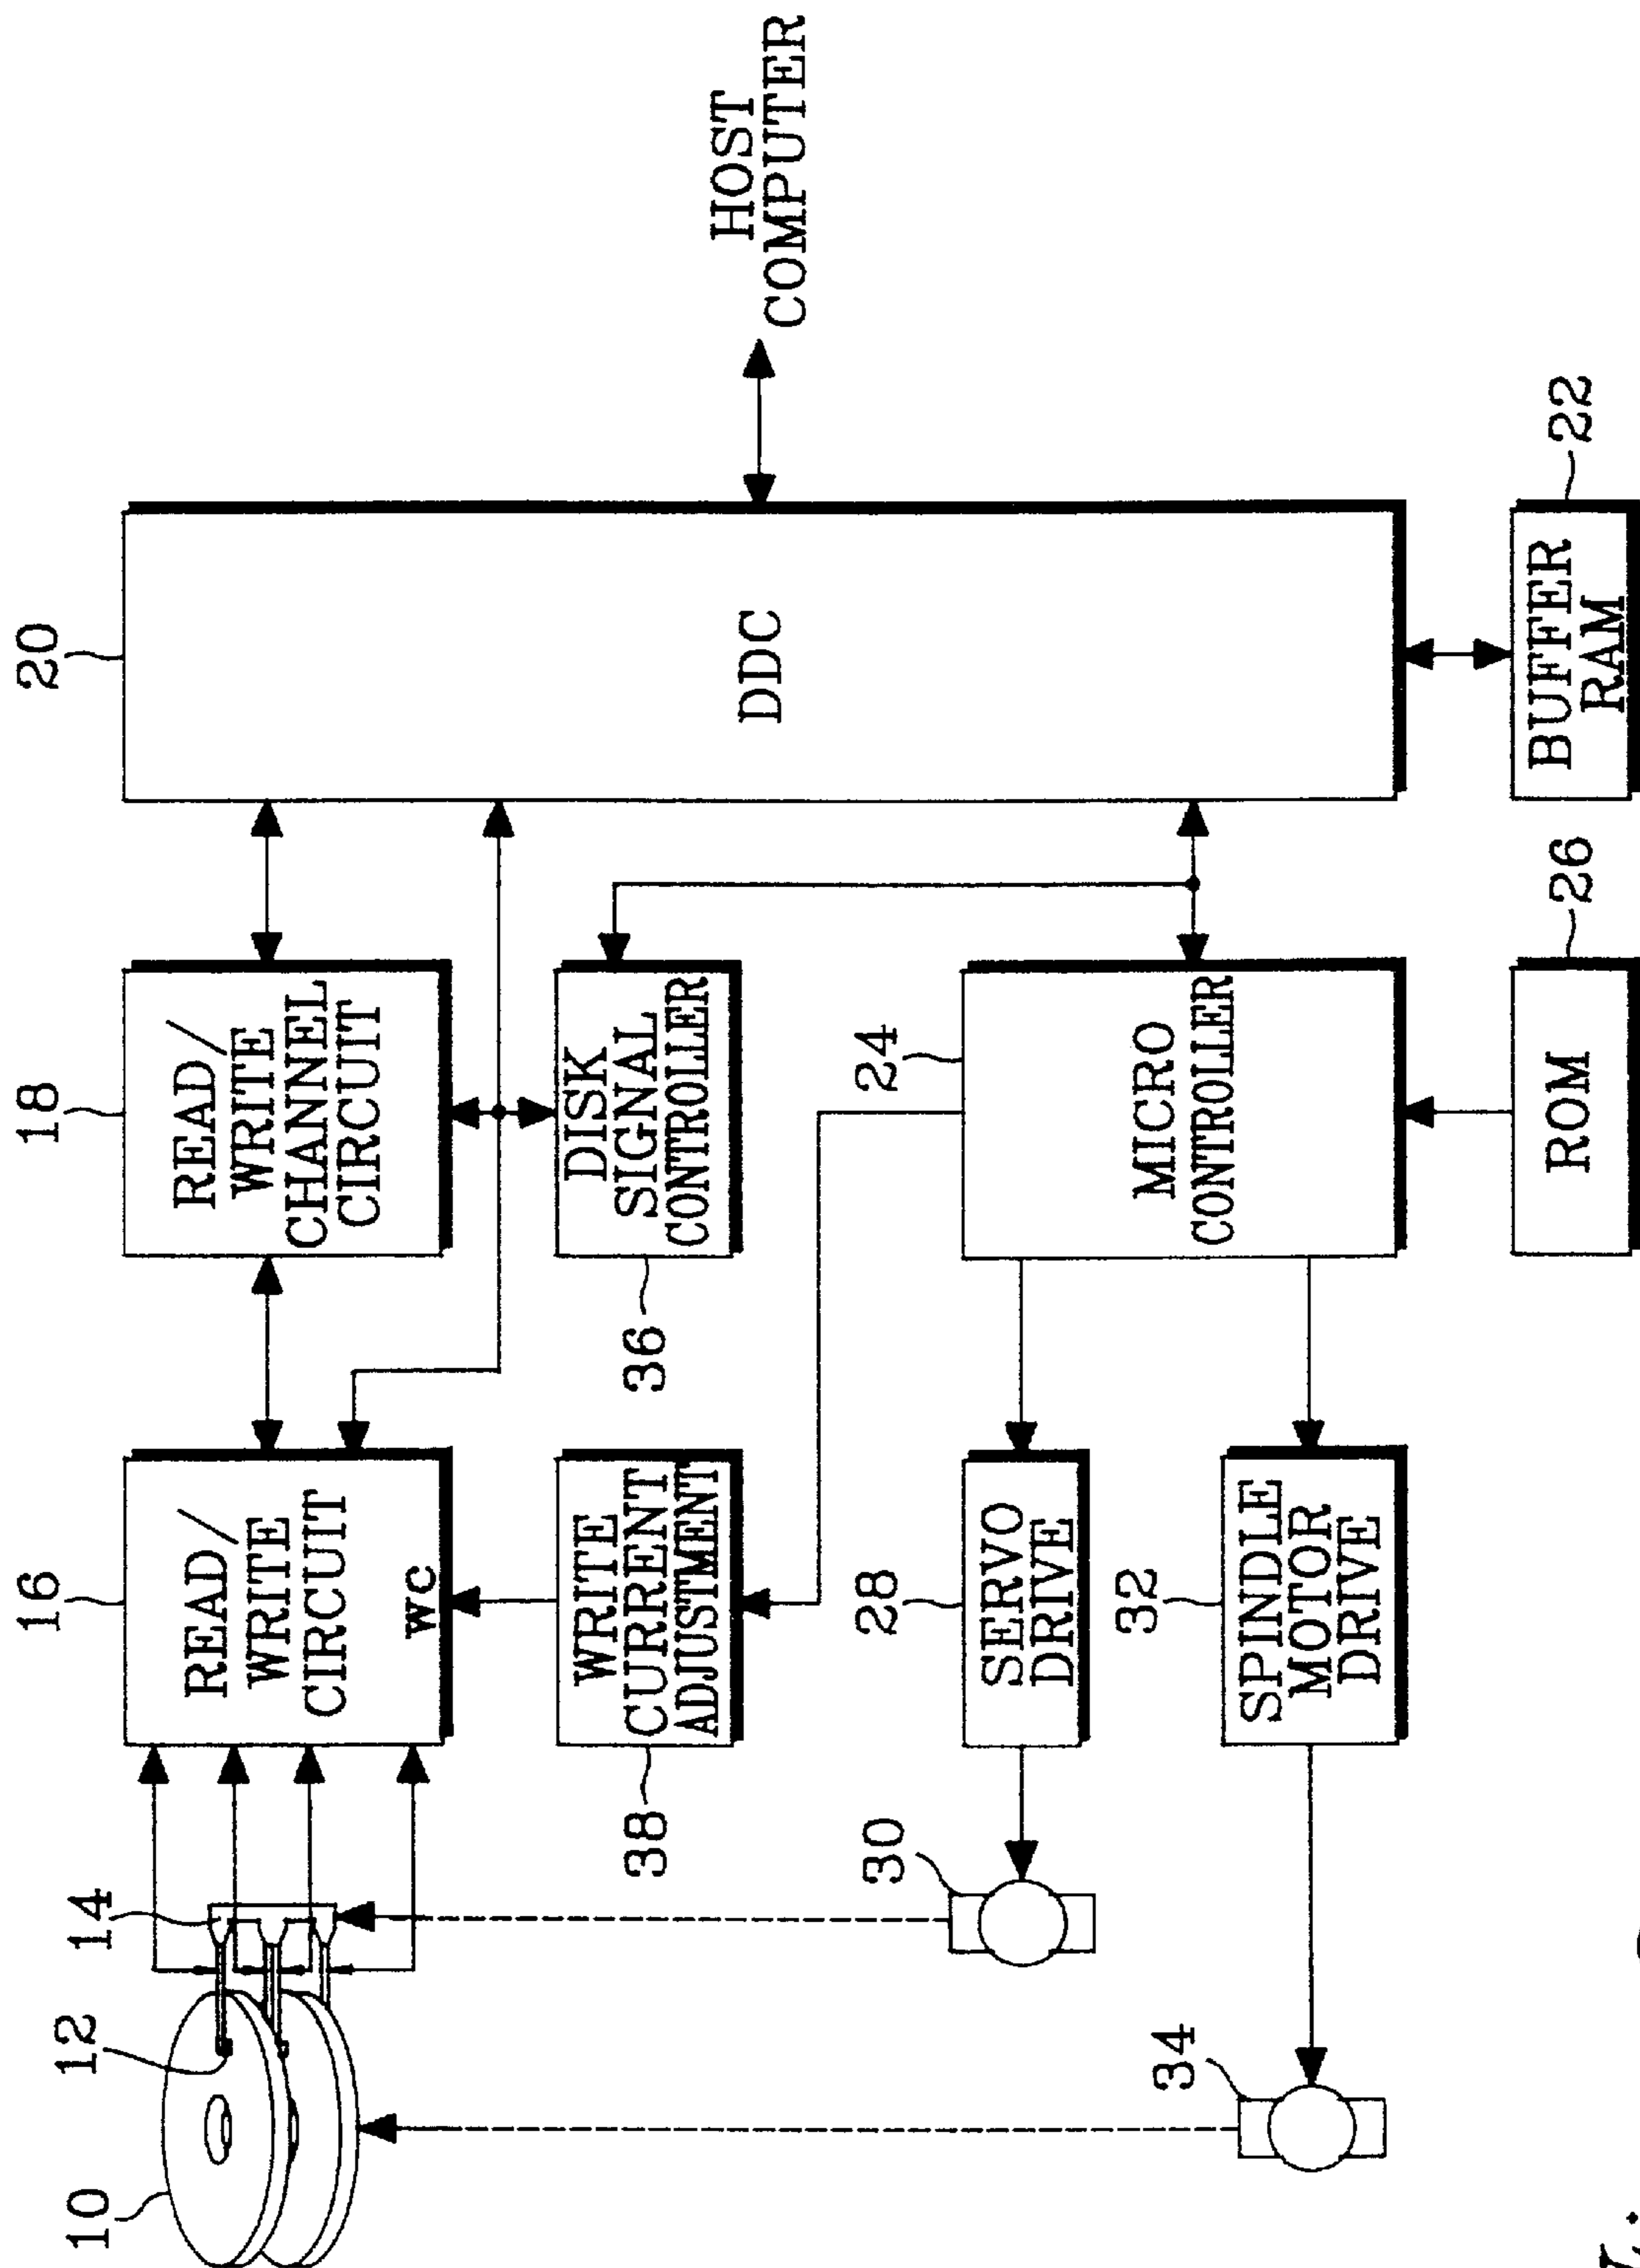 10
12
14
16
READ/
WRITE
CIRCUIT
WC
18
READ/
WRITE
CHANNEL
CIRCUIT
20
DDC
HOST
COMPUTER
38
WRITE
CURRENT
ADJUSTMENT
36
DISK
SIGNAL
CONTROLLER
30
28
SERVO
DRIVE
24
MICRO
CONTROLLER
34
32
SPINDLE
MOTOR
DRIVE
ROM
26
BUFFER
RAM
22